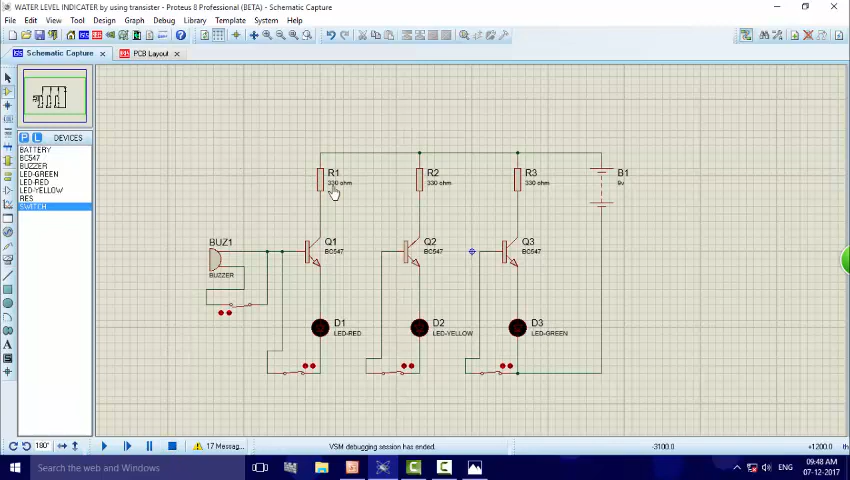 WATER LEVEL INDICATER by using transister - Proteus 8 Professional (BETA) - Schematic Capture
File Edit View Tool Design Graph Debug Library Template System Help
Schematic Capture
PCB Layout
P L DEVICES
BATTERY
BC547
BUZZER
LED-GREEN
LED-RED
LED-YELLOW
RES
SWITCH
R1
330 ohm
R2
330 ohm
R3
330 ohm
B1
9v
BUZ1
BUZZER
Q1
BC547
Q2
BC547
Q3
BC547
D1
LED-RED
D2
LED-YELLOW
D3
LED-GREEN
180°
17 Messag...
VSM debugging session has ended.
-3100.0
+1200.0
th
Search the web and Windows
ENG
09:48 AM
07-12-2017